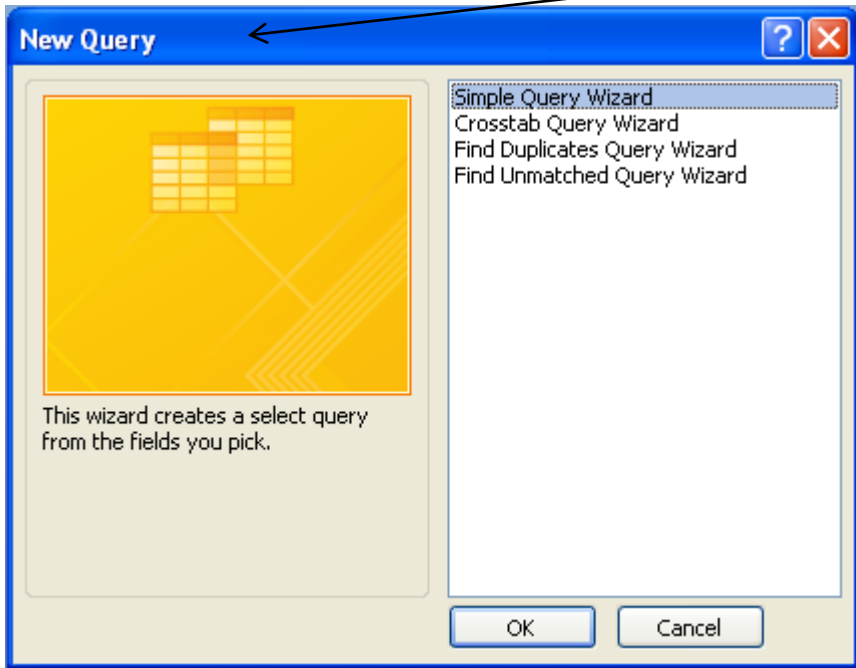 New Query
?
Simple Query Wizard
Crosstab Query Wizard
Find Duplicates Query Wizard
Find Unmatched Query Wizard
This wizard creates a select query
from the fields you pick.
OK
Cancel